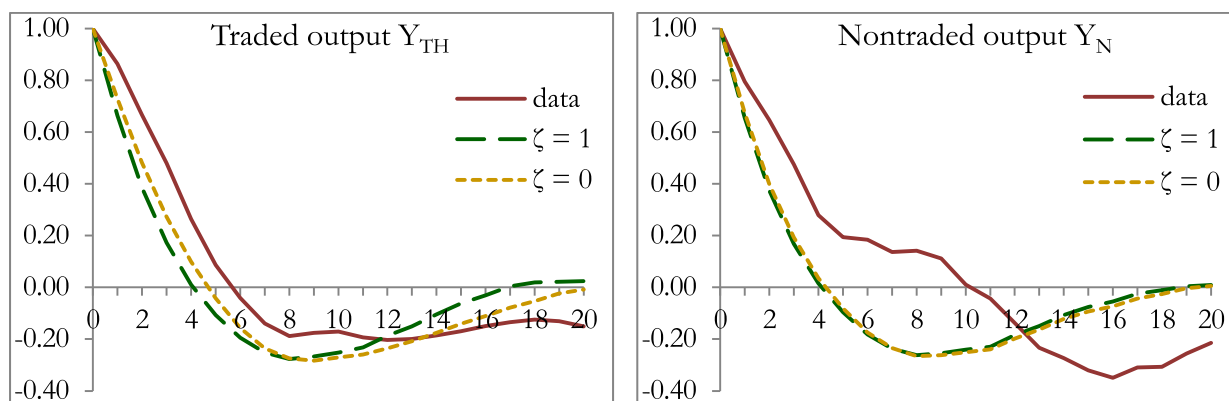 Traded output Y_TH
1.00
0.80
0.60
0.40
0.20
0.00
-0.20
-0.40
0 2 4 6 8 10 12 14 16 18 20
data
ζ = 1
ζ = 0
Nontraded output Y_N
1.00
0.80
0.60
0.40
0.20
0.00
-0.20
-0.40
0 2 4 6 8 10 12 14 16 18 20
data
ζ = 1
ζ = 0